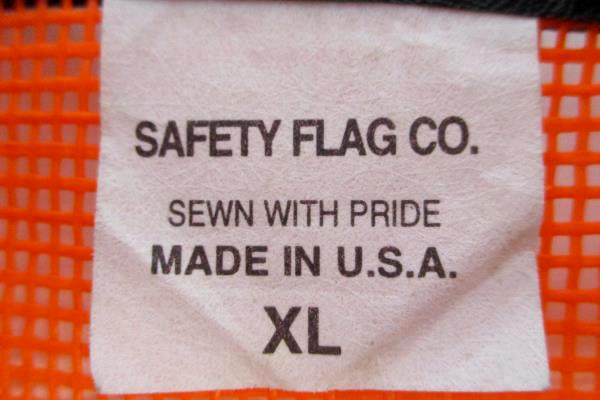 SAFETY FLAG CO.
SEWN WITH PRIDE
MADE IN U.S.A.
XL